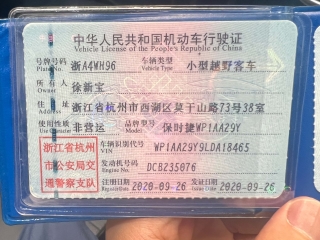 中华人民共和国机动车行驶证
Vehicle License of the People's Republic of China
号牌号码 浙A4WH96 车辆类型 小型越野客车
Plate No. Vehicle Type
所有人 徐新宝
Owner
住址 浙江省杭州市西湖区莫干山路73号38室
Address
使用性质 非营运 品牌型号 保时捷WP1AA29Y
Use Character Model
浙江省杭州市公安局交通警察支队
车辆识别代号 WP1AA29Y9LDA18465
VIN
发动机号码 DCB235076
Engine No.
注册日期 2020-09-26 发证日期 2020-09-26
Register Date Issue Date